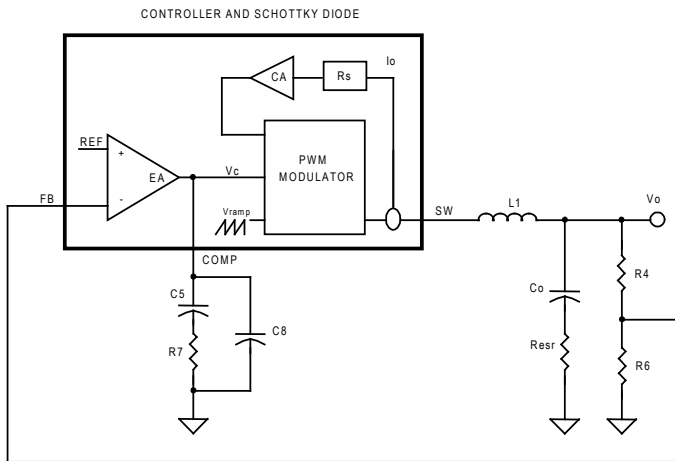 CONTROLLER AND SCHOTTKY DIODE
Io
CA
Rs
REF
+
EA
-
Vc
PWM
MODULATOR
FB
Vramp
SW
L1
Vo
COMP
R4
C5
C8
Co
R7
Resr
R6